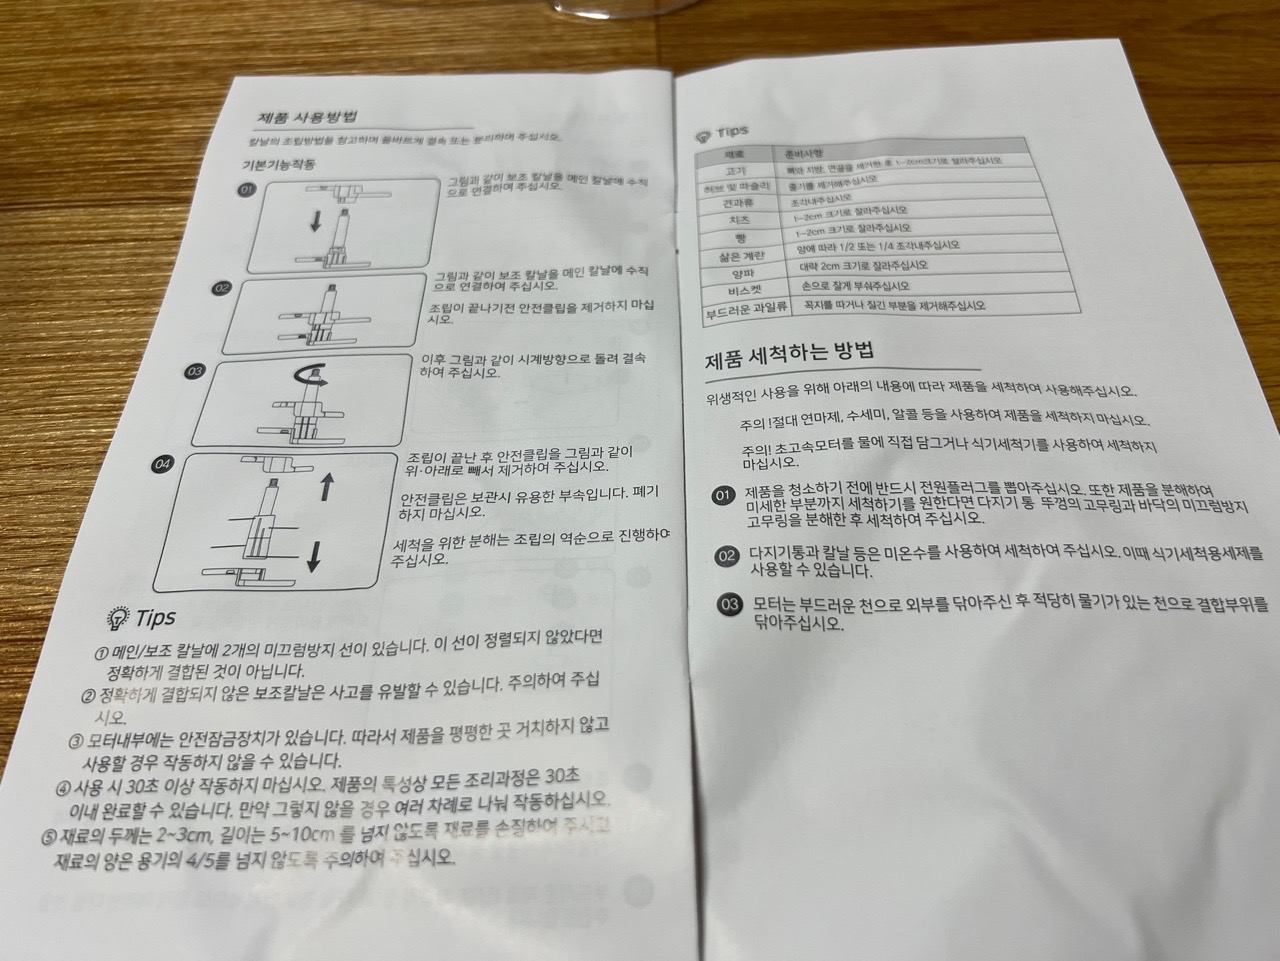 제품 사용방법
칼날의 조립방법을 참고하여 올바르게 결속 또는 분리하여 주십시오.
기본기능작동
01
그림과 같이 보조 칼날을 메인 칼날에 수직
으로 연결하여 주십시오.
02
그림과 같이 보조 칼날을 메인 칼날에 수직
으로 연결하여 주십시오.
조립이 끝나기전 안전클립을 제거하지 마십
시오.
03
이후 그림과 같이 시계방향으로 돌려 결속
하여 주십시오.
04
조립이 끝난 후 안전클립을 그림과 같이
위·아래로 빼서 제거하여 주십시오.
안전클립은 보관시 유용한 부속입니다. 폐기
하지 마십시오.
세척을 위한 분해는 조립의 역순으로 진행하여
주십시오.
Tips
① 메인/보조 칼날에 2개의 미끄럼방지 선이 있습니다. 이 선이 정렬되지 않았다면
정확하게 결합된 것이 아닙니다.
② 정확하게 결합되지 않은 보조칼날은 사고를 유발할 수 있습니다. 주의하여 주십
시오.
③ 모터내부에는 안전잠금장치가 있습니다. 따라서 제품을 평평한 곳 거치하지 않고
사용할 경우 작동하지 않을 수 있습니다.
④ 사용 시 30초 이상 작동하지 마십시오. 제품의 특성상 모든 조리과정은 30초
이내 완료할 수 있습니다. 만약 그렇지 않을 경우 여러 차례로 나눠 작동하십시오.
⑤ 재료의 두께는 2~3cm, 길이는 5~10cm 를 넘지 않도록 재료를 손질하여 주시고
재료의 양은 용기의 4/5를 넘지 않도록 주의하여 주십시오.
Tips
재료 준비사항
고기 뼈와 지방, 연골을 제거한 후 1~2cm크기로 잘라주십시오
허브 및 파슬리 줄기를 제거해주십시오
견과류 조각내주십시오
치즈 1~2cm 크기로 잘라주십시오
빵 1~2cm 크기로 잘라주십시오
삶은 계란 양에 따라 1/2 또는 1/4 조각내주십시오
양파 대략 2cm 크기로 잘라주십시오
비스켓 손으로 잘게 부숴주십시오
부드러운 과일류 꼭지를 따거나 질긴 부분을 제거해주십시오
제품 세척하는 방법
위생적인 사용을 위해 아래의 내용에 따라 제품을 세척하여 사용해주십시오.
주의 !절대 연마제, 수세미, 알콜 등을 사용하여 제품을 세척하지 마십시오.
주의! 초고속모터를 물에 직접 담그거나 식기세척기를 사용하여 세척하지
마십시오.
01 제품을 청소하기 전에 반드시 전원플러그를 뽑아주십시오. 또한 제품을 분해하여
미세한 부분까지 세척하기를 원한다면 다지기 통 뚜껑의 고무링과 바닥의 미끄럼방지
고무링을 분해한 후 세척하여 주십시오.
02 다지기통과 칼날 등은 미온수를 사용하여 세척하여 주십시오. 이때 식기세척용세제를
사용할 수 있습니다.
03 모터는 부드러운 천으로 외부를 닦아주신 후 적당히 물기가 있는 천으로 결합부위를
닦아주십시오.